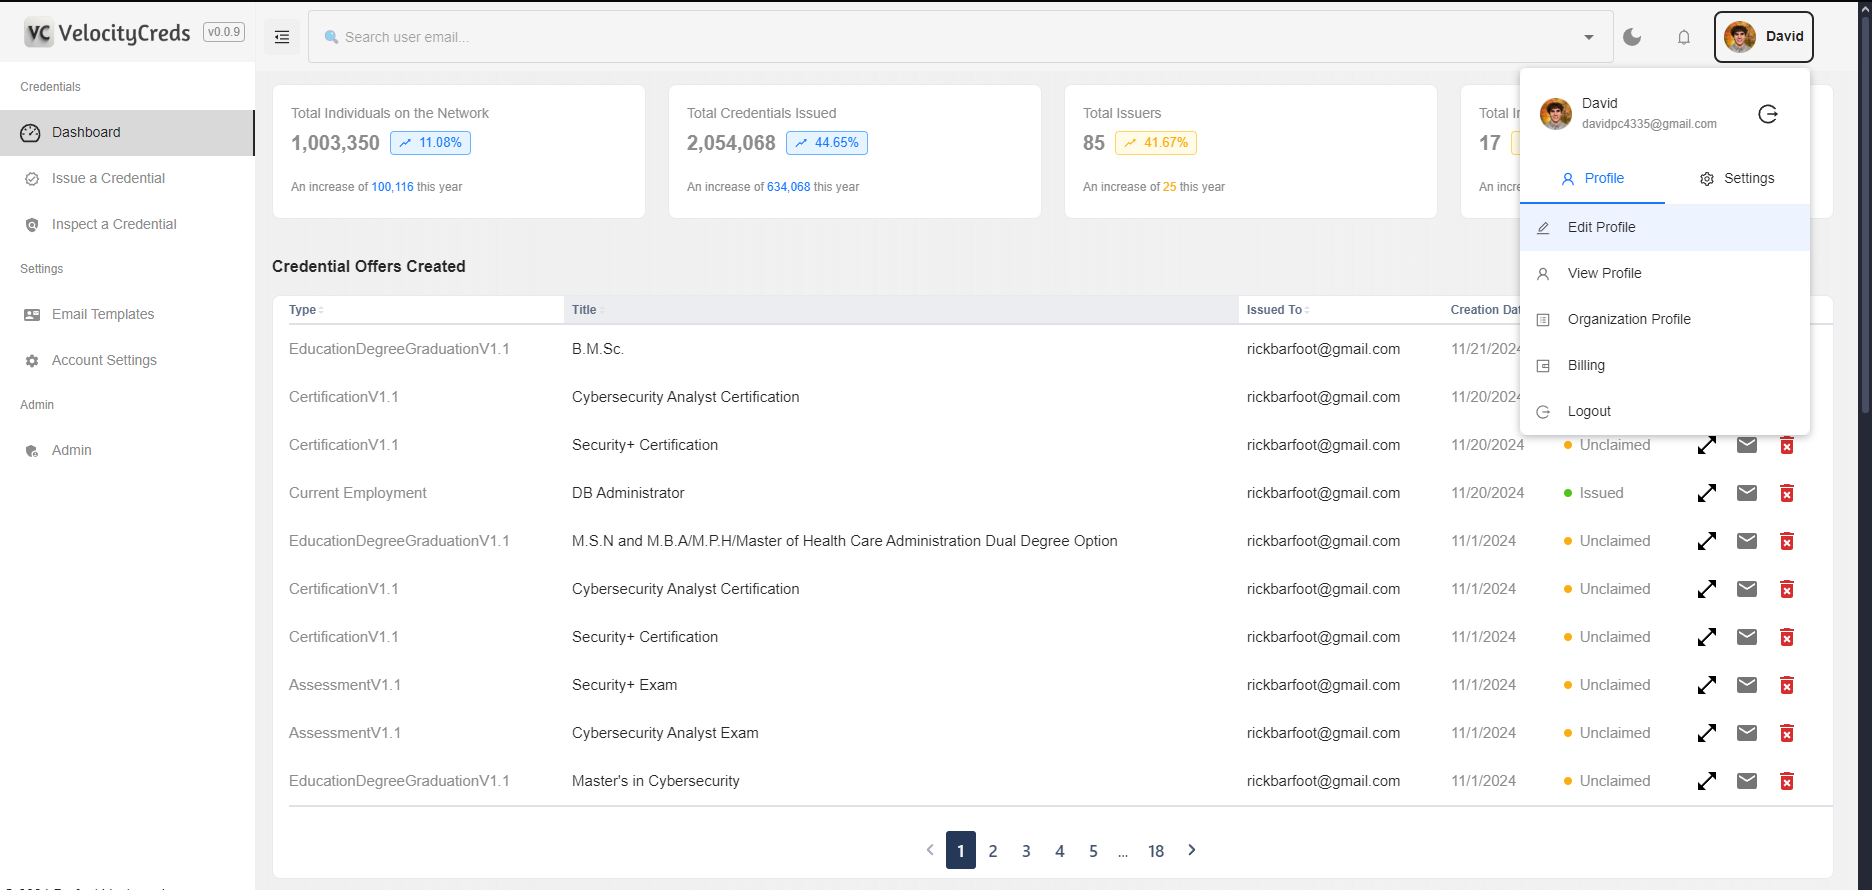 VC VelocityCreds v0.0.9
Search user email...
David
Credentials
Dashboard
Issue a Credential
Inspect a Credential
Settings
Email Templates
Account Settings
Admin
Admin
Total Individuals on the Network
1,003,350 11.08%
An increase of 100,116 this year
Total Credentials Issued
2,054,068 44.65%
An increase of 634,068 this year
Total Issuers
85 41.67%
An increase of 25 this year
Total
17
An
David
davidpc4335@gmail.com
Profile Settings
Edit Profile
View Profile
Organization Profile
Billing
Logout
Credential Offers Created
Type Title Issued To Creation Dat
EducationDegreeGraduationV1.1 B.M.Sc. rickbarfoot@gmail.com 11/21/2024
CertificationV1.1 Cybersecurity Analyst Certification rickbarfoot@gmail.com 11/20/2024
CertificationV1.1 Security+ Certification rickbarfoot@gmail.com 11/20/2024 Unclaimed
Current Employment DB Administrator rickbarfoot@gmail.com 11/20/2024 Issued
EducationDegreeGraduationV1.1 M.S.N and M.B.A/M.P.H/Master of Health Care Administration Dual Degree Option rickbarfoot@gmail.com 11/1/2024 Unclaimed
CertificationV1.1 Cybersecurity Analyst Certification rickbarfoot@gmail.com 11/1/2024 Unclaimed
CertificationV1.1 Security+ Certification rickbarfoot@gmail.com 11/1/2024 Unclaimed
AssessmentV1.1 Security+ Exam rickbarfoot@gmail.com 11/1/2024 Unclaimed
AssessmentV1.1 Cybersecurity Analyst Exam rickbarfoot@gmail.com 11/1/2024 Unclaimed
EducationDegreeGraduationV1.1 Master's in Cybersecurity rickbarfoot@gmail.com 11/1/2024 Unclaimed
1 2 3 4 5 ... 18